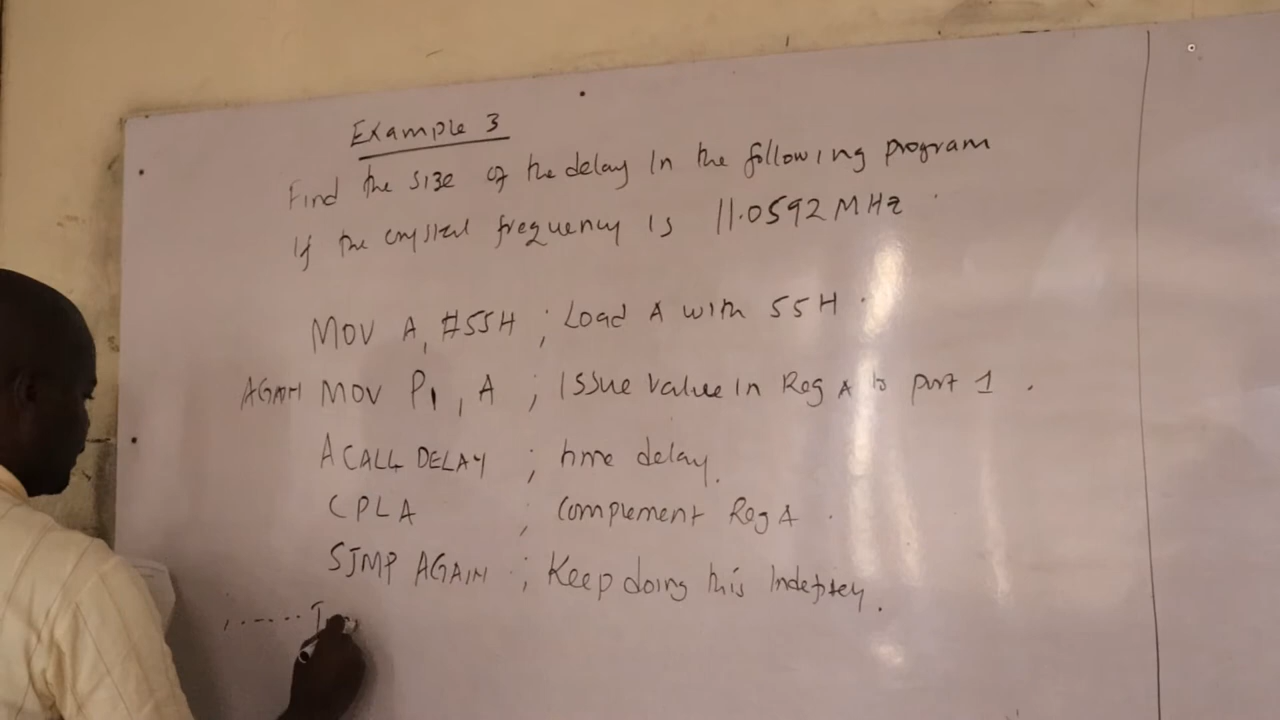 Example 3
Find the size of the delay In the following program
If the crystal frequency is 11.0592 MHz
MOV A, #55H ; Load A with 55H
AGAIN MOV P1, A ; Issue value in Reg A to port 1.
ACALL DELAY ; time delay.
CPLA ; Complement Reg A.
SJMP AGAIN ; Keep doing this
;-----